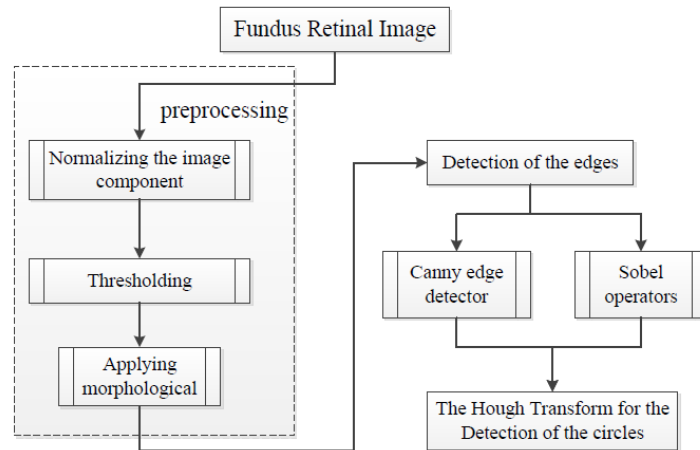 Fundus Retinal Image
preprocessing
Normalizing the image
component
Thresholding
Applying
morphological
Detection of the edges
Canny edge
detector
Sobel
operators
The Hough Transform for the
Detection of the circles